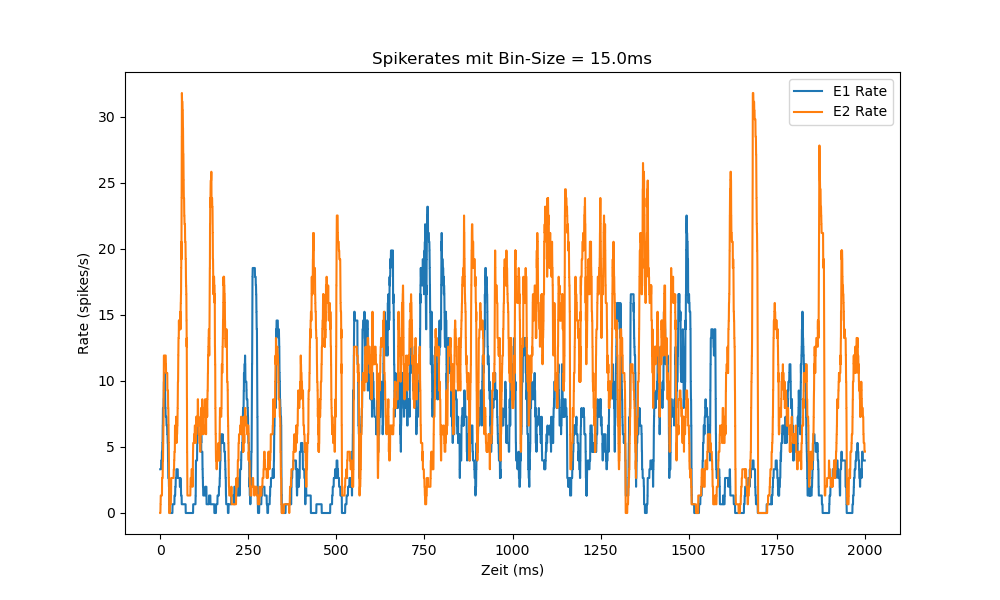 Spikerates mit Bin-Size = 15.0ms
E1 Rate
E2 Rate
30
25
20
15
10
5
0
Rate (spikes/s)
0 250 500 750 1000 1250 1500 1750 2000
Zeit (ms)